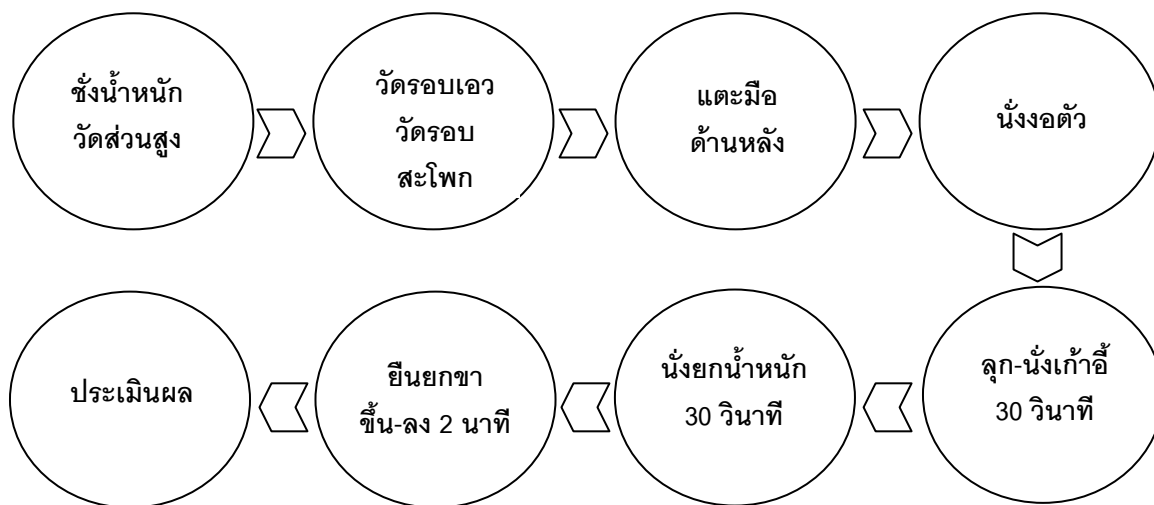 ชั่งน้ำหนัก
วัดส่วนสูง
วัดรอบเอว
วัดรอบ
สะโพก
แตะมือ
ด้านหลัง
นั่งงอตัว
ลุก-นั่งเก้าอี้
30 วินาที
นั่งยกน้ำหนัก
30 วินาที
ยืนยกขา
ขึ้น-ลง 2 นาที
ประเมินผล